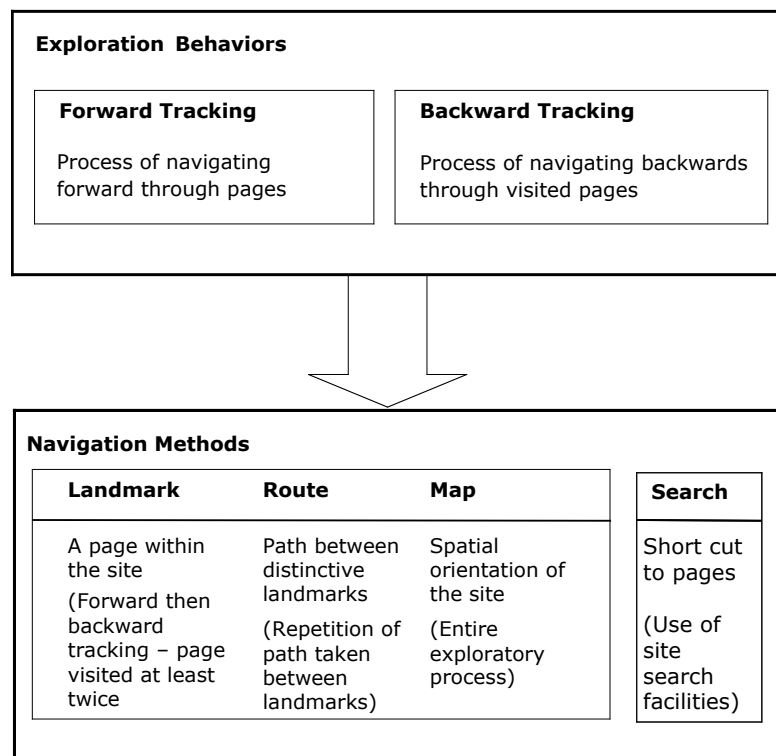 Exploration Behaviors
Forward Tracking
Process of navigating
forward through pages
Backward Tracking
Process of navigating backwards
through visited pages
Navigation Methods
Landmark
A page within
the site
(Forward then
backward
tracking – page
visited at least
twice
Route
Path between
distinctive
landmarks
(Repetition of
path taken
between
landmarks)
Map
Spatial
orientation of
the site
(Entire
exploratory
process)
Search
Short cut
to pages
(Use of
site
search
facilities)